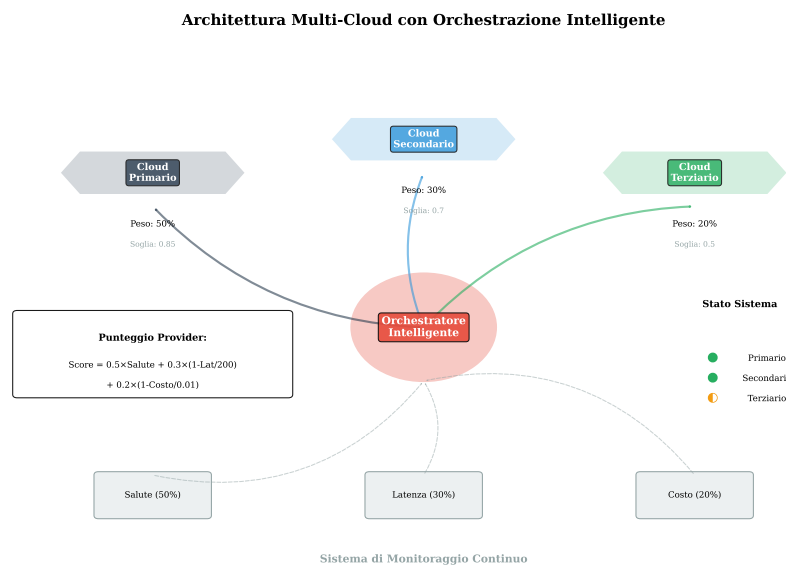 Architettura Multi-Cloud con Orchestrazione Intelligente
Cloud
Secondario
Cloud
Primario
Cloud
Terziario
Peso: 30%
Soglia: 0.7
Peso: 50%
Soglia: 0.85
Peso: 20%
Soglia: 0.5
Stato Sistema
Orchestratore
Intelligente
Punteggio Provider:
Score = 0.5×Salute + 0.3×(1-Lat/200)
+ 0.2×(1-Costo/0.01)
Primario
Secondari
Terziario
Salute (50%)
Latenza (30%)
Costo (20%)
Sistema di Monitoraggio Continuo